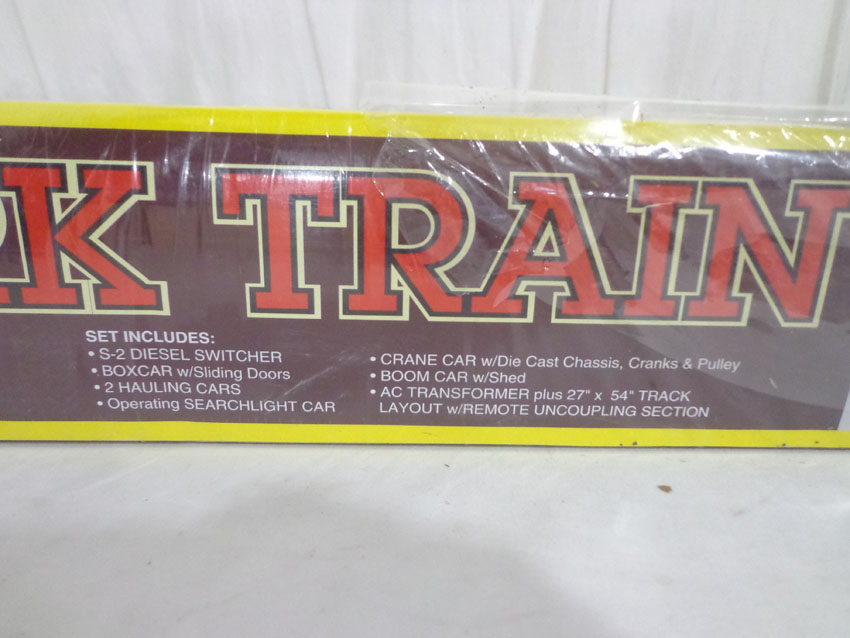 RK TRAIN
SET INCLUDES:
• S-2 DIESEL SWITCHER
• BOXCAR w/Sliding Doors
• 2 HAULING CARS
• Operating SEARCHLIGHT CAR
• CRANE CAR w/Die Cast Chassis, Cranks & Pulley
• BOOM CAR w/Shed
• AC TRANSFORMER plus 27" x 54" TRACK
LAYOUT w/REMOTE UNCOUPLING SECTION